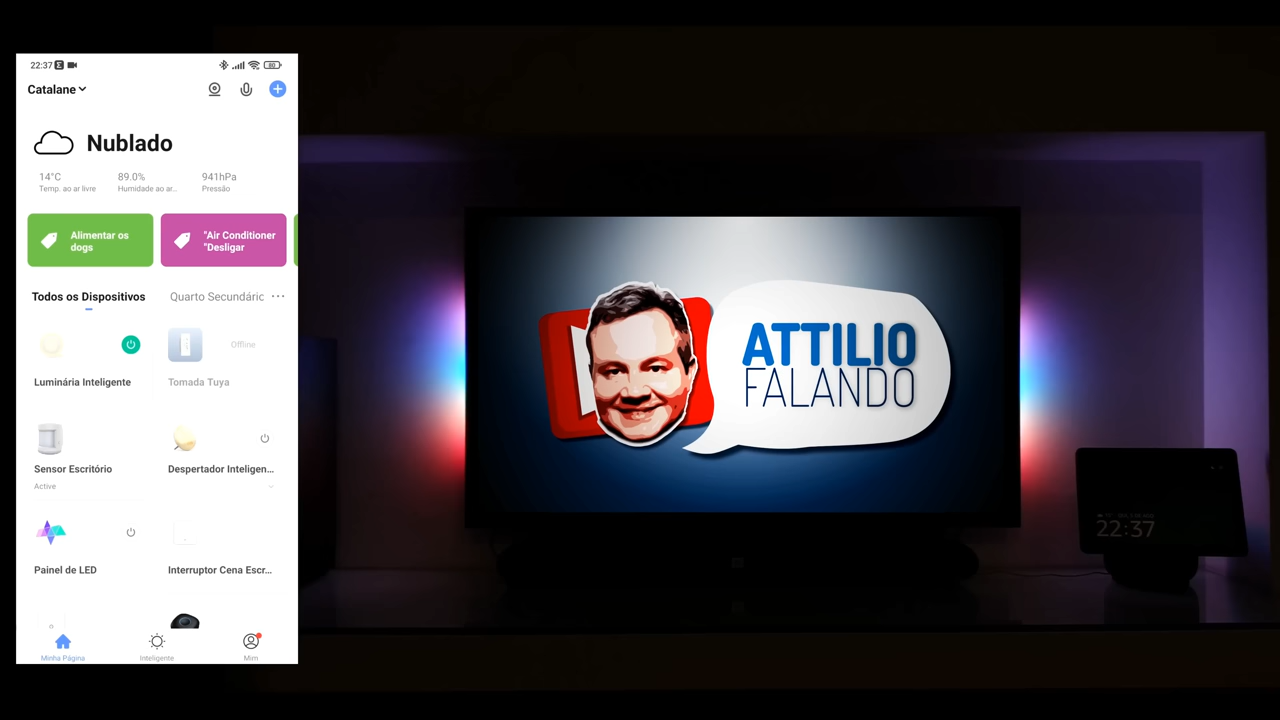 22:37
80
Catalane
Nublado
14°C
89.0%
941hPa
Temp. ao ar livre
Humidade ao ar...
Pressão
Alimentar os
dogs
"Air Conditioner
"Desligar
Todos os Dispositivos
Quarto Secundáric
Offline
Luminária Inteligente
Tomada Tuya
Sensor Escritório
Despertador Inteligen...
Active
Painel de LED
Interruptor Cena Escr...
Minha Página
Inteligente
Mim
ATTILIO
FALANDO
22:37